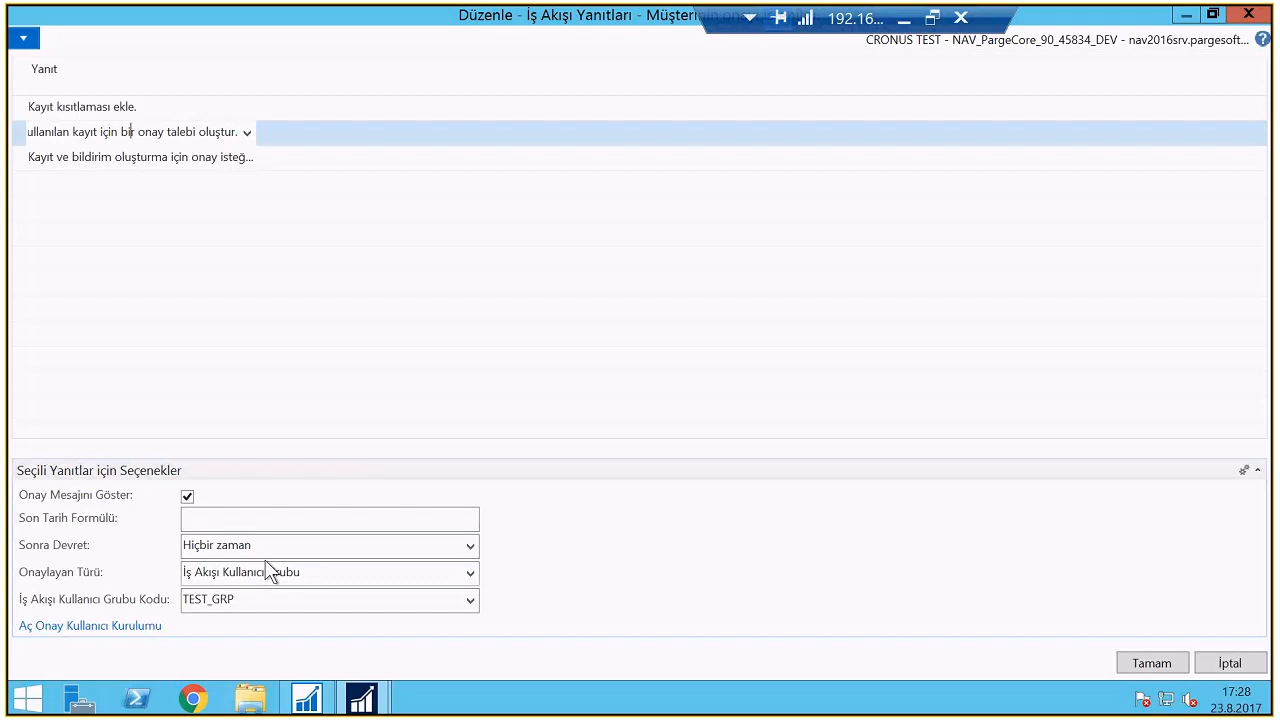 Düzenle - İş Akışı Yanıtları - Müşterinin onay
192.16...
CRONUS TEST - NAV_PargeCore_90_45834_DEV - nav2016srv.pargesoft...
Yanıt
Kayıt kısıtlaması ekle.
ullanılan kayıt için bir onay talebi oluştur.
Kayıt ve bildirim oluşturma için onay isteğ...
Seçili Yanıtlar için Seçenekler
Onay Mesajını Göster:
Son Tarih Formülü:
Sonra Devret: Hiçbir zaman
Onaylayan Türü: İş Akışı Kullanıcı Grubu
İş Akışı Kullanıcı Grubu Kodu: TEST_GRP
Aç Onay Kullanıcı Kurulumu
Tamam İptal
17:28
23.8.2017